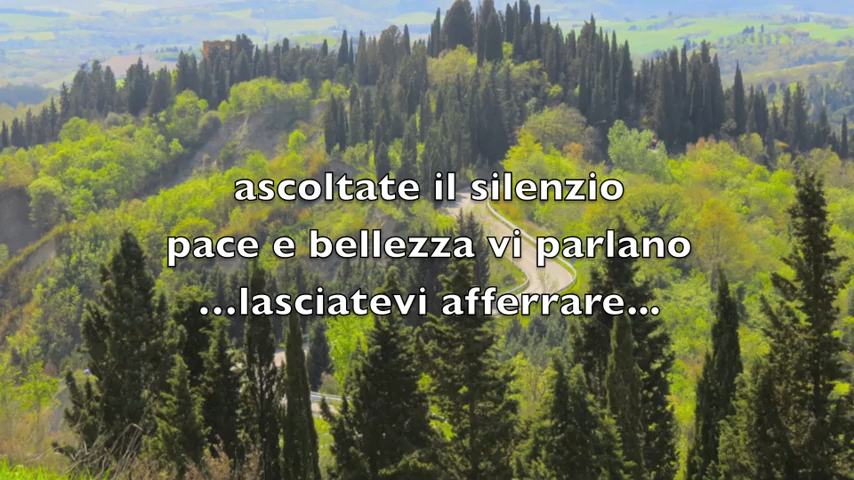 ascoltate il silenzio
pace e bellezza vi parlano
...lasciatevi afferrare...